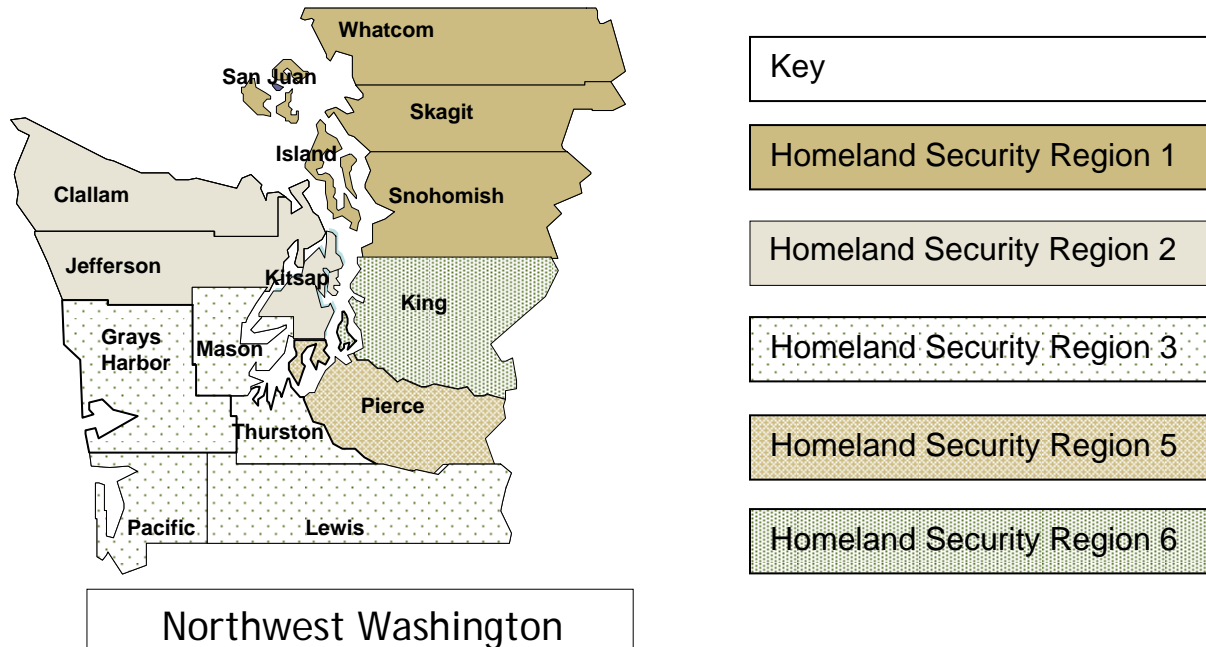 Whatcom
San Juan
Skagit
Island
Snohomish
Clallam
Jefferson
Kitsap
King
Grays
Harbor
Mason
Pierce
Thurston
Pacific
Lewis
Northwest Washington
Key
Homeland Security Region 1
Homeland Security Region 2
Homeland Security Region 3
Homeland Security Region 5
Homeland Security Region 6